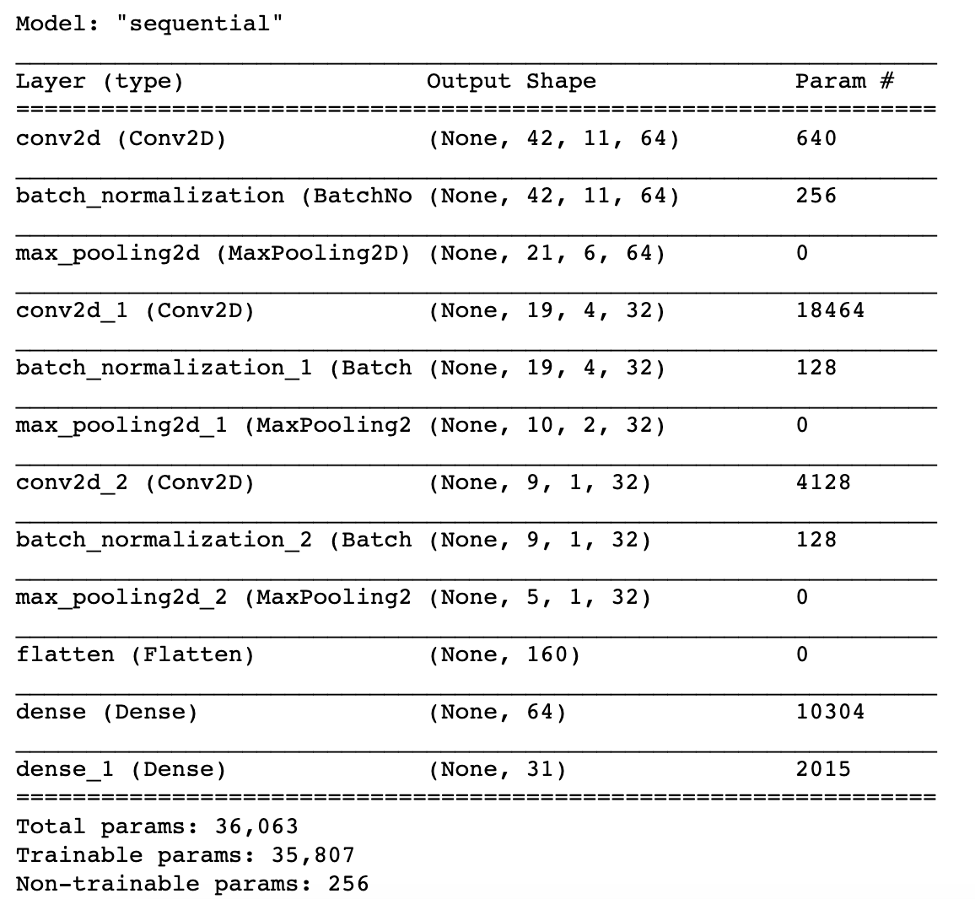 Model: "sequential"
Layer (type) Output Shape Param #
conv2d (Conv2D) (None, 42, 11, 64) 640
batch_normalization (BatchNo (None, 42, 11, 64) 256
max_pooling2d (MaxPooling2D) (None, 21, 6, 64) 0
conv2d_1 (Conv2D) (None, 19, 4, 32) 18464
batch_normalization_1 (Batch (None, 19, 4, 32) 128
max_pooling2d_1 (MaxPooling2 (None, 10, 2, 32) 0
conv2d_2 (Conv2D) (None, 9, 1, 32) 4128
batch_normalization_2 (Batch (None, 9, 1, 32) 128
max_pooling2d_2 (MaxPooling2 (None, 5, 1, 32) 0
flatten (Flatten) (None, 160) 0
dense (Dense) (None, 64) 10304
dense_1 (Dense) (None, 31) 2015
Total params: 36,063
Trainable params: 35,807
Non-trainable params: 256